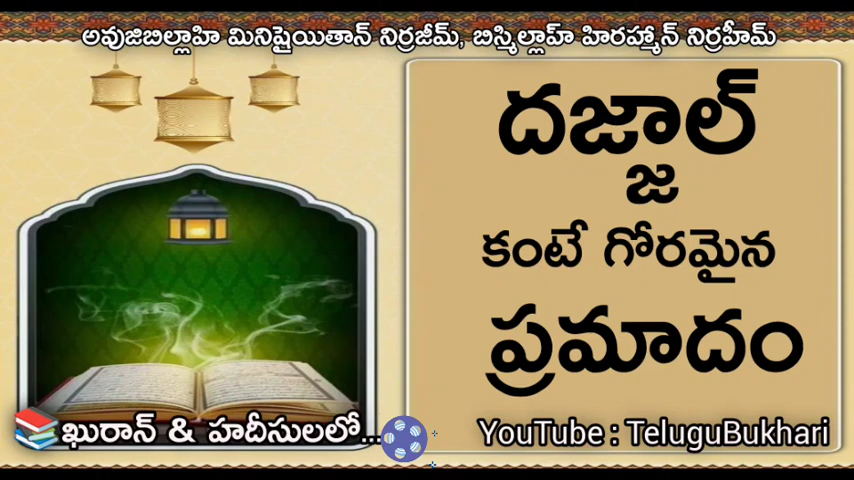 అవుజిబిల్లాహి మినిషైయితాన్ నిర్రజీమ్, బిస్మిల్లాహ్ హిరహ్మాన్ నిర్రహీమ్
దజ్జాల్
కంటే గోరమైన
ప్రమాదం
ఖురాన్ & హదీసులలో...
YouTube : TeluguBukhari